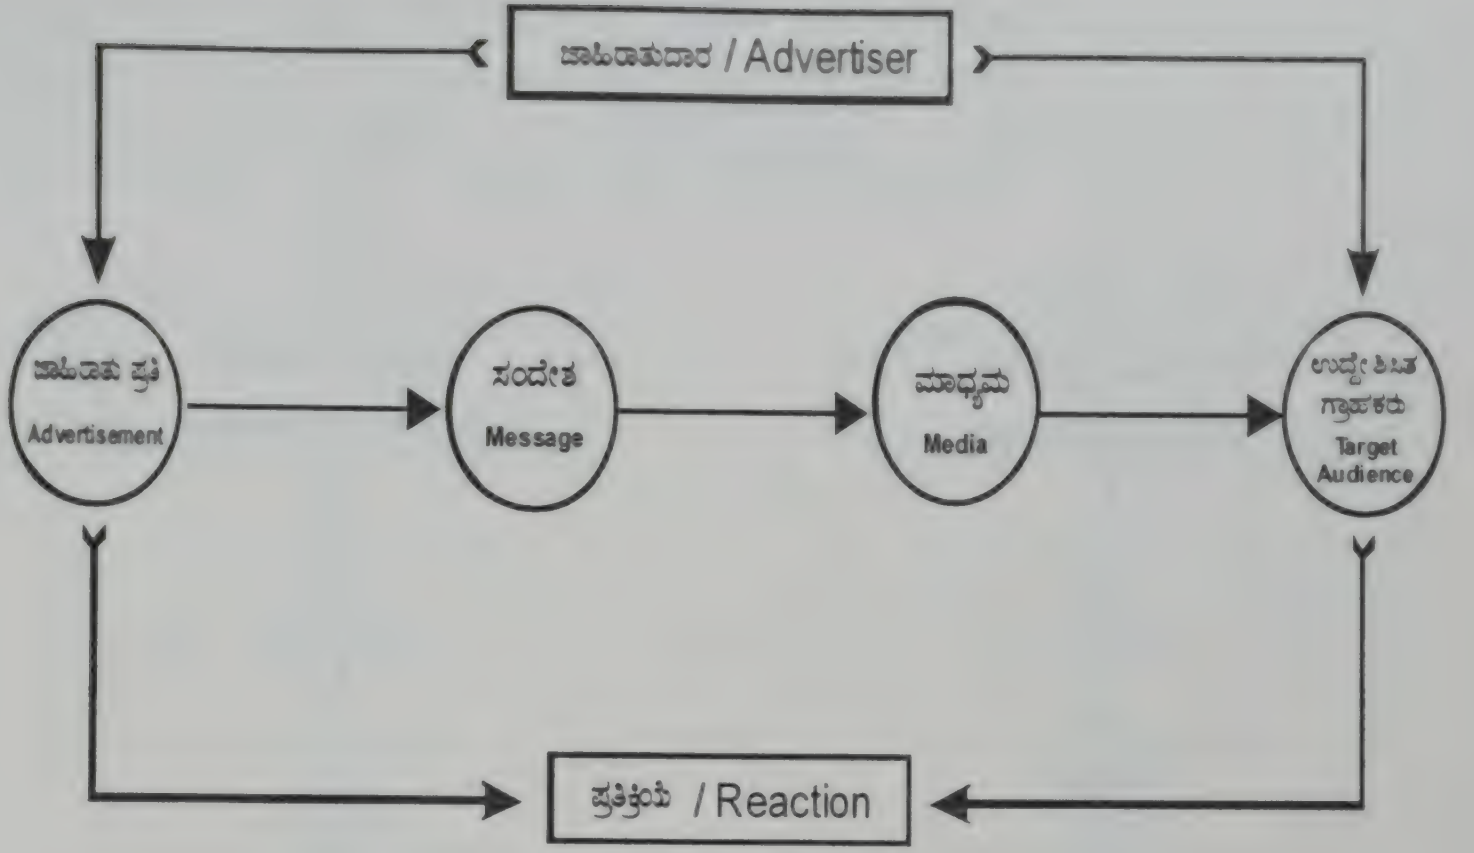 ಜಾಹಿರಾತುದಾರ / Advertiser
ಜಾಹಿರಾತು ಪ್ರತಿ
Advertisement
ಸಂದೇಶ
Message
ಮಾಧ್ಯಮ
Media
ಉದ್ದೇಶಿಸಿತ
ಗ್ರಾಹಕರು
Target
Audience
ಪ್ರತಿಕ್ರಿಯೆ / Reaction